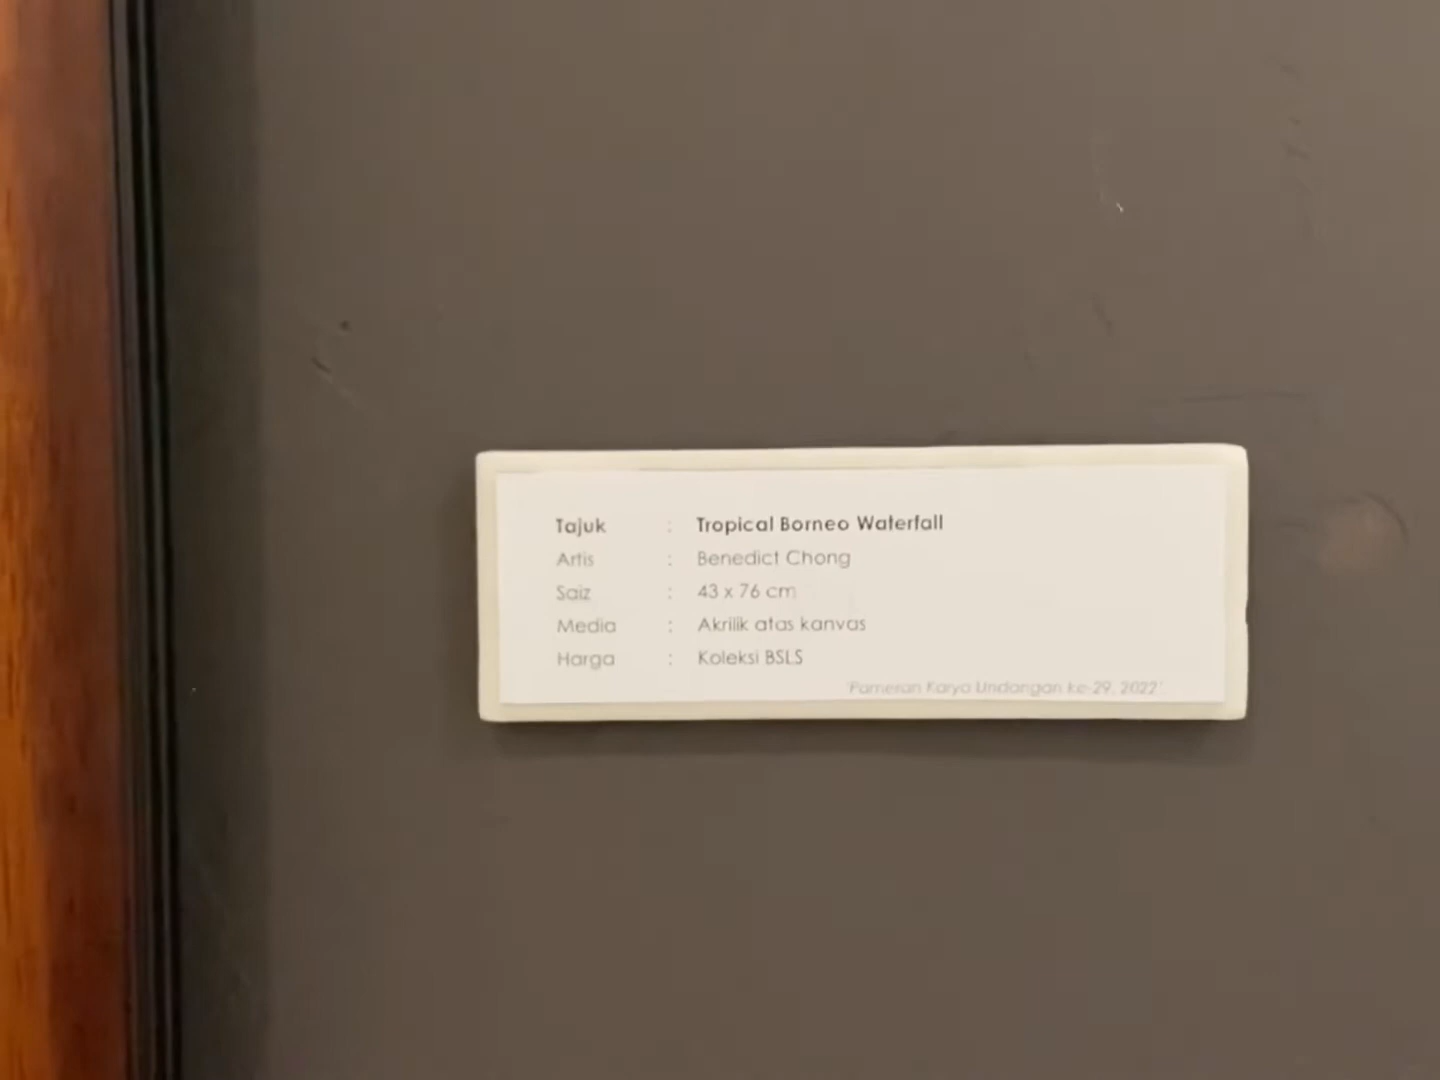 Tajuk : Tropical Borneo Waterfall
Artis : Benedict Chong
Saiz : 43 x 76 cm
Media : Akrilik atas kanvas
Harga : Koleksi BSLS
'Pameran Karya Undangan ke-29, 2022'